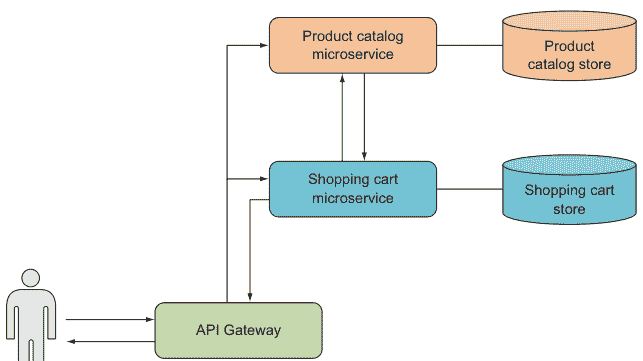 Product catalog
microservice
Product
catalog store
Shopping cart
microservice
Shopping cart
store
API Gateway